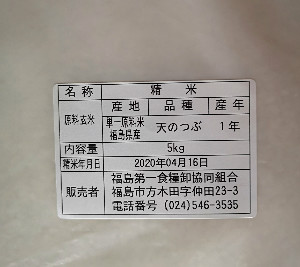 名称 精米
原料玄米 産地 品種 産年
単一原料米
福島県産 天のつぶ 1年
内容量 5kg
精米年月日 2020年04月16日
販売者 福島第一食糧卸協同組合
福島市方木田字仲田23-3
電話番号 (024)546-3535